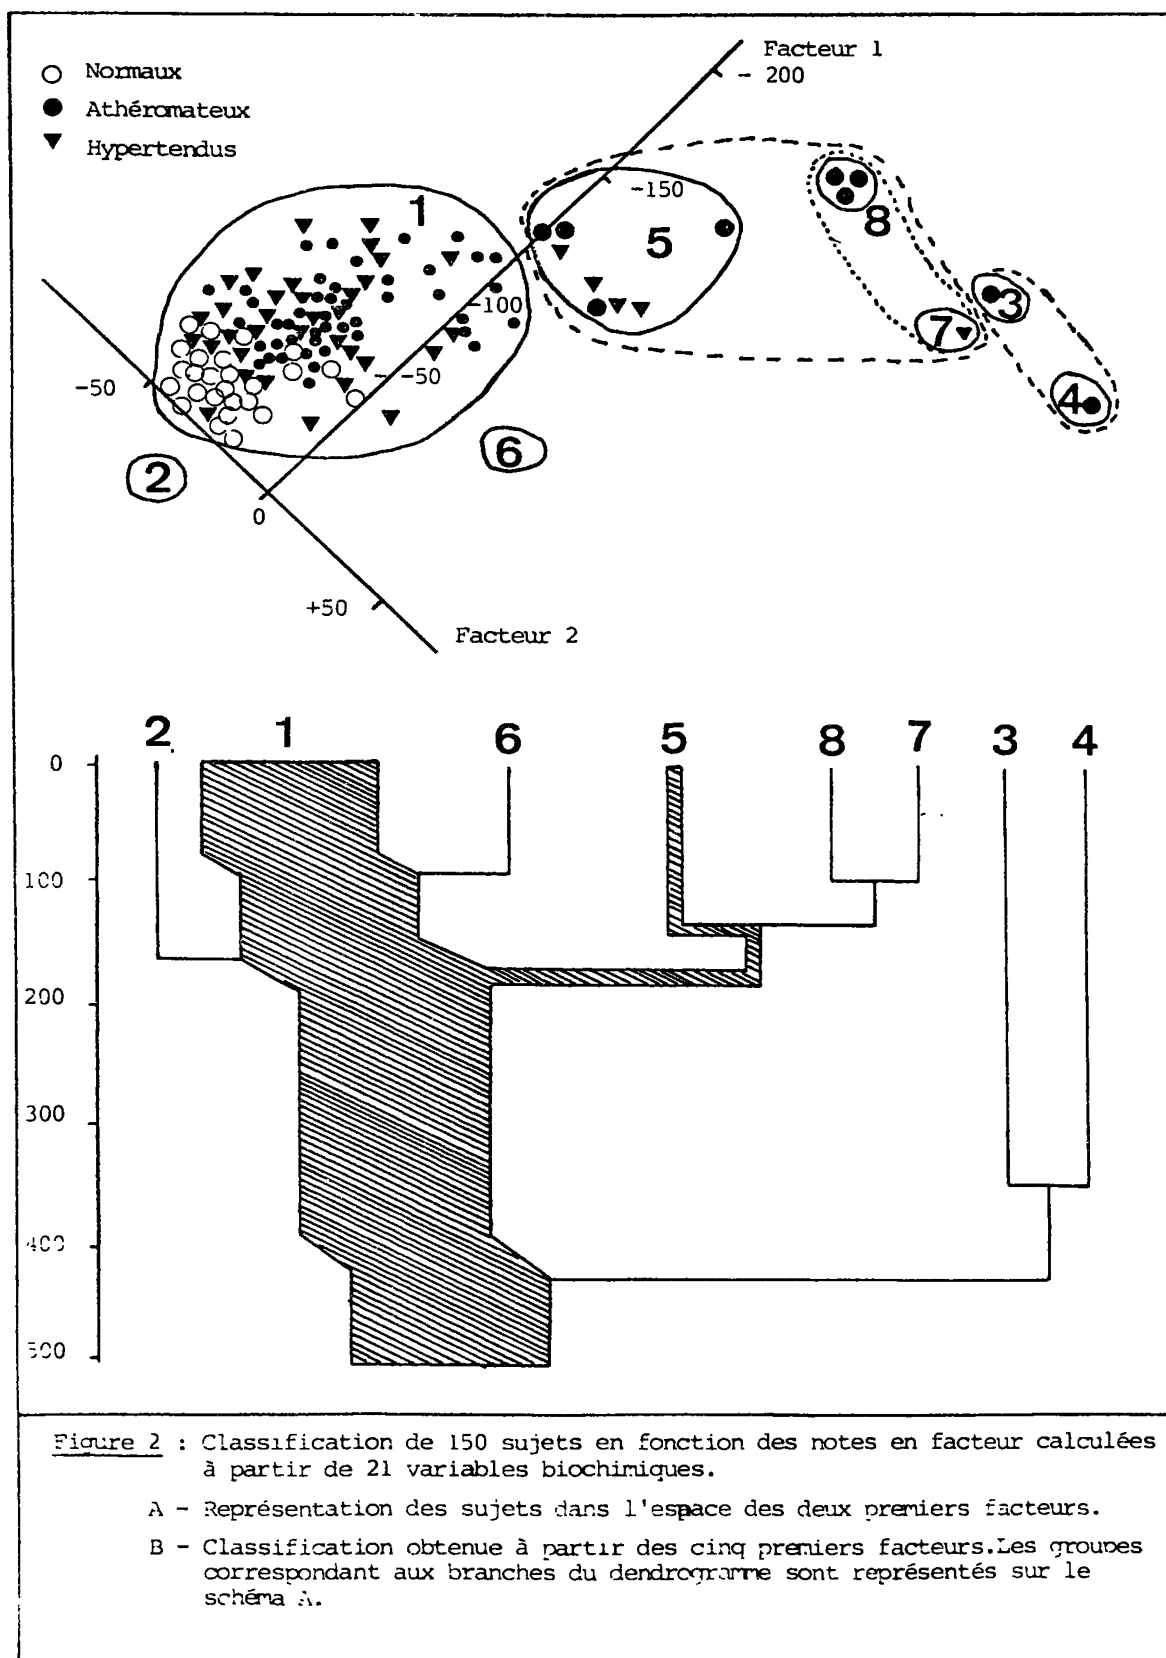 Facteur 1
- 200
Normaux
Athéromateux
Hypertendus
-150
1
5
8
3
-100
7
-50
-50
4
6
2
0
+50
Facteur 2
2 1 6 5 8 7 3 4
0
100
200
300
400
500
Figure 2 : Classification de 150 sujets en fonction des notes en facteur calculées
à partir de 21 variables biochimiques.
A - Représentation des sujets dans l'espace des deux premiers facteurs.
B - Classification obtenue à partir des cinq premiers facteurs.Les groupes
correspondant aux branches du dendrogramme sont représentés sur le
schéma A.